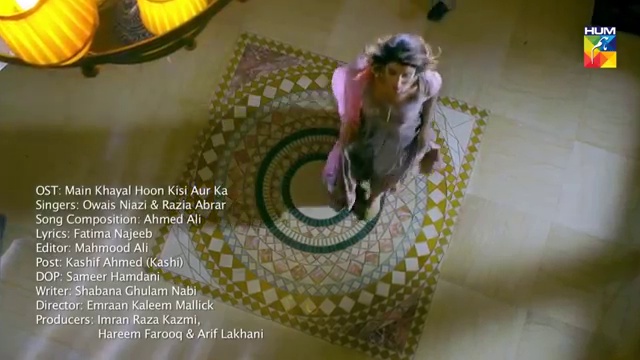 HUM
OST: Main Khayal Hoon Kisi Aur Ka
Singers: Owais Niazi & Razia Abrar
Song Composition: Ahmed Ali
Lyrics: Fatima Najeeb
Editor: Mahmood Ali
Post: Kashif Ahmed (Kashi)
DOP: Sameer Hamdani
Writer: Shabana Ghulam Nabi
Director: Emraan Kaleem Mallick
Producers: Imran Raza Kazmi,
Hareem Farooq & Arif Lakhani